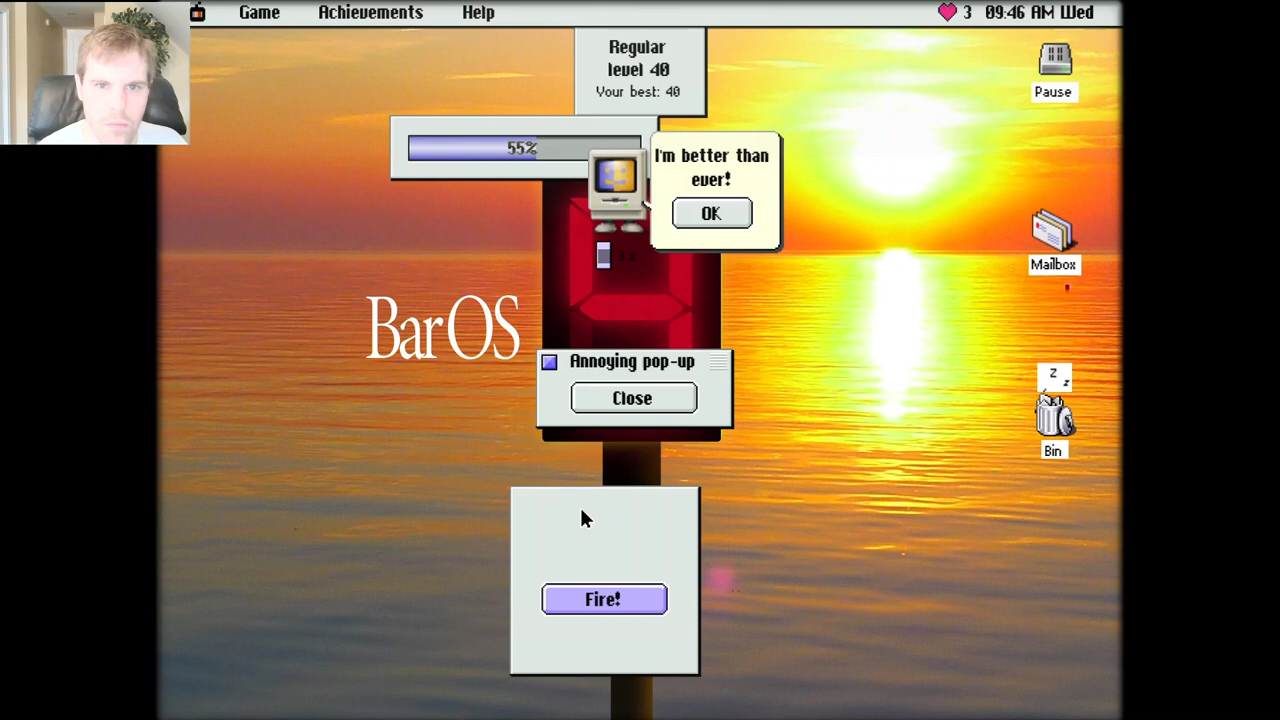 Game Achievements Help 3 09:46 AM Wed
Regular
level 40
Your best: 40
Pause
55%
I'm better than
ever!
OK
Mailbox
BarOS
Annoying pop-up
Close
z
z
Bin
Fire!